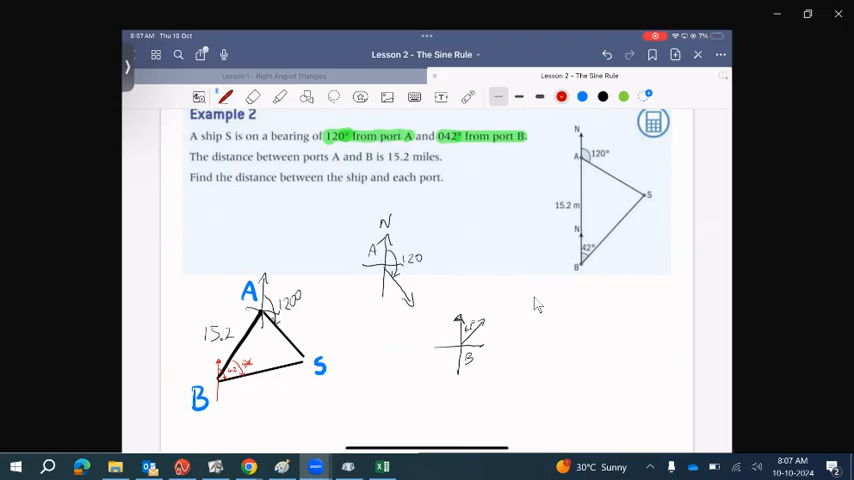 8:07 AM Thu 10 Oct
7%
Lesson 2 - The Sine Rule
Lesson 1 - Right Angled Triangles
Lesson 2 - The Sine Rule
Example 2
A ship S is on a bearing of 120° from port A and 042° from port B.
The distance between ports A and B is 15.2 miles.
Find the distance between the ship and each port.
N
A
120°
S
15.2 m
N
42°
B
N
A
120
A
120°
15.2
42
B
S
B
30°C Sunny
8:07 AM
10-10-2024
2